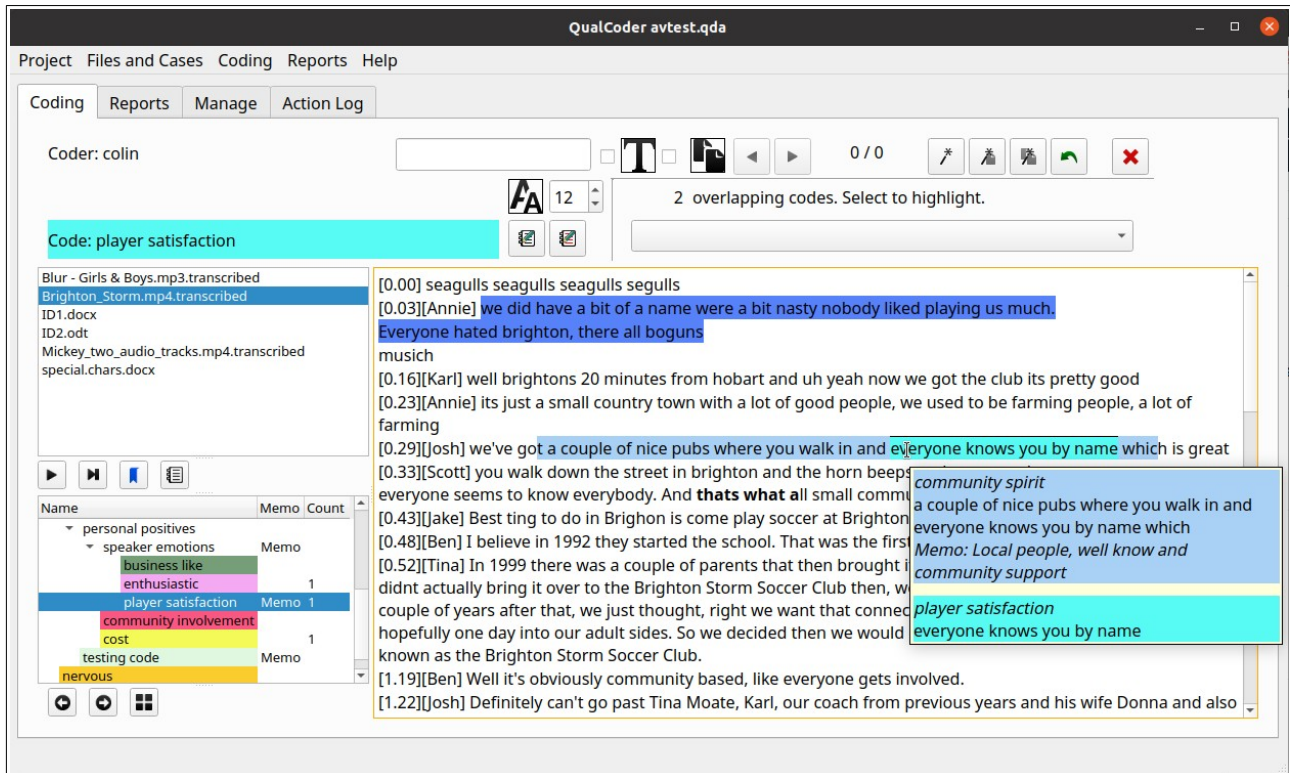 QualCoder avtest.qda
Project Files and Cases Coding Reports Help
Coding Reports Manage Action Log
Coder: colin
T
0 / 0
AA 12
2 overlapping codes. Select to highlight.
Code: player satisfaction
Blur - Girls & Boys.mp3.transcribed
Brighton_Storm.mp4.transcribed
ID1.docx
ID2.odt
Mickey_two_audio_tracks.mp4.transcribed
special.chars.docx
Name Memo Count
personal positives
speaker emotions Memo
business like
enthusiastic 1
player satisfaction Memo 1
community involvement
cost 1
testing code Memo
nervous
[0.00] seagulls seagulls seagulls segulls
[0.03][Annie] we did have a bit of a name were a bit nasty nobody liked playing us much.
Everyone hated brighton, there all boguns
musich
[0.16][Karl] well brightons 20 minutes from hobart and uh yeah now we got the club its pretty good
[0.23][Annie] its just a small country town with a lot of good people, we used to be farming people, a lot of
farming
[0.29][Josh] we've got a couple of nice pubs where you walk in and everyone knows you by name which is great
[0.33][Scott] you walk down the street in brighton and the horn beeps
everyone seems to know everybody. And thats what all small commu
[0.43][Jake] Best ting to do in Brighon is come play soccer at Brighton
[0.48][Ben] I believe in 1992 they started the school. That was the first
[0.52][Tina] In 1999 there was a couple of parents that then brought i
didnt actually bring it over to the Brighton Storm Soccer Club then, we
couple of years after that, we just thought, right we want that connec
hopefully one day into our adult sides. So we decided then we would
known as the Brighton Storm Soccer Club.
[1.19][Ben] Well it's obviously community based, like everyone gets involved.
[1.22][Josh] Definitely can't go past Tina Moate, Karl, our coach from previous years and his wife Donna and also
community spirit
a couple of nice pubs where you walk in and
everyone knows you by name which
Memo: Local people, well know and
community support
player satisfaction
everyone knows you by name